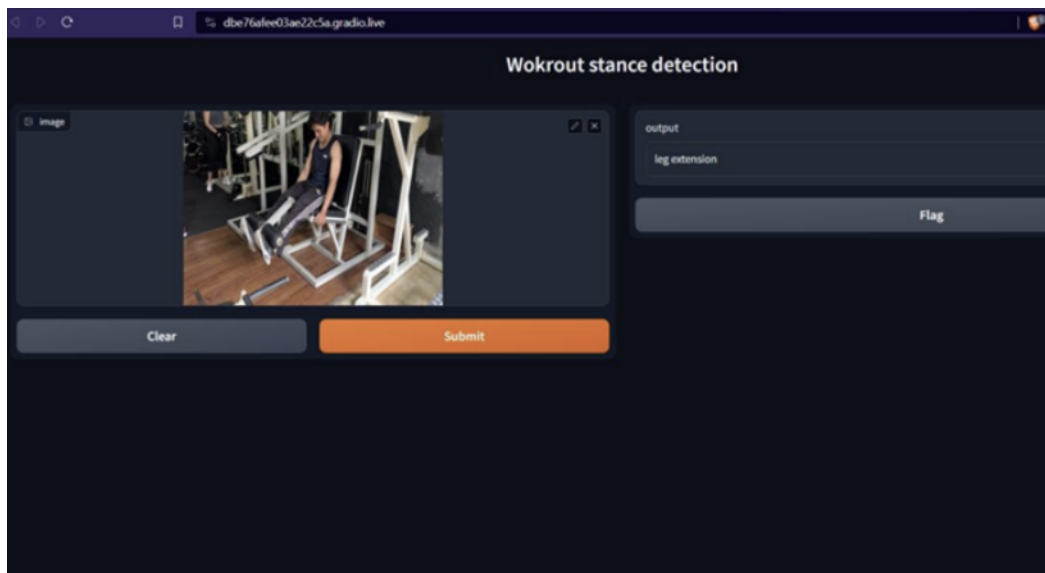 dbe76afee03ae22c5a.gradio.live
Wokrout stance detection
image
output
leg extension
Flag
Clear
Submit